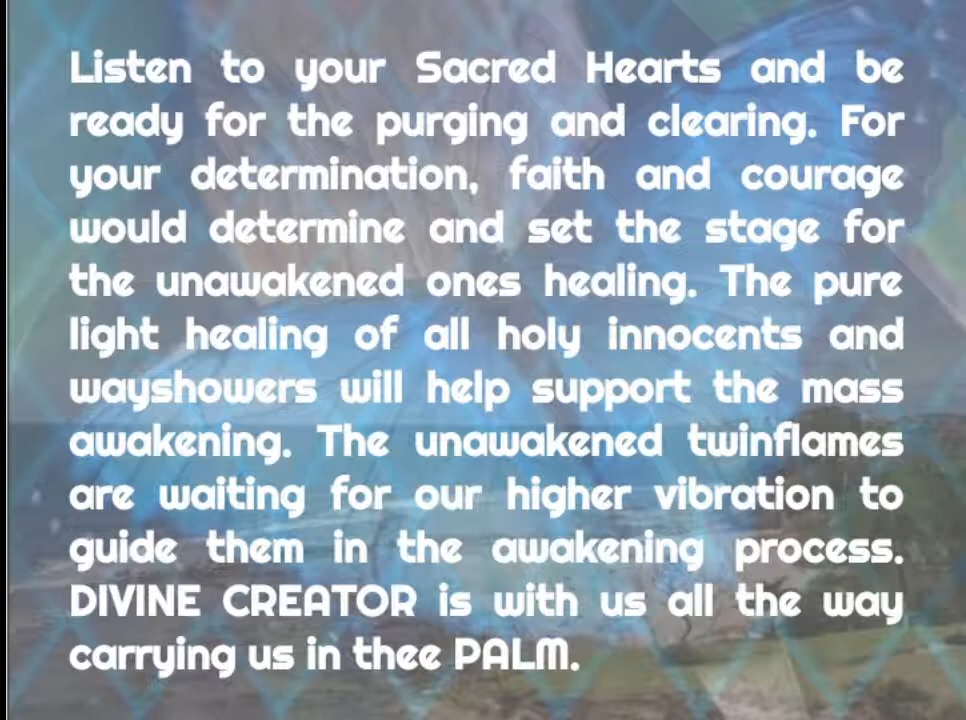 Listen to your Sacred Hearts and be
ready for the purging and clearing. For
your determination, faith and courage
would determine and set the stage for
the unawakened ones healing. The pure
light healing of all holy innocents and
wayshowers will help support the mass
awakening. The unawakened twinflames
are waiting for our higher vibration to
guide them in the awakening process.
DIVINE CREATOR is with us all the way
carrying us in thee PALM.